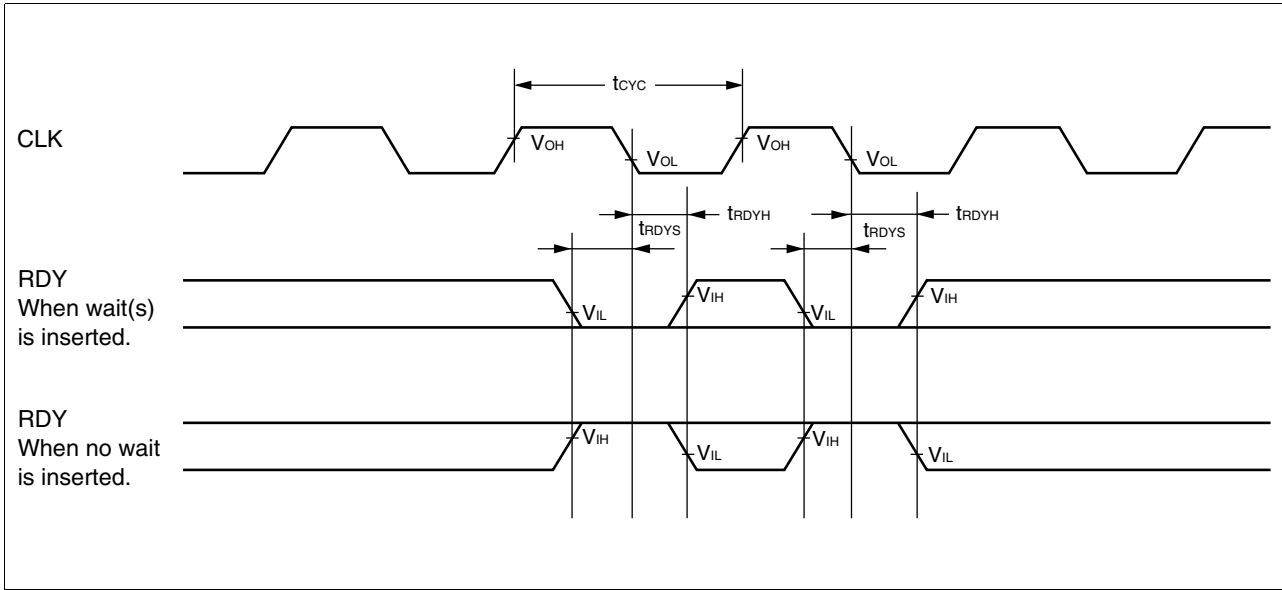 tCYC
CLK
VOH
VOL
VOH
VOL
tRDYS
tRDYH
tRDYS
tRDYH
RDY
When wait(s)
is inserted.
VIL
VIH
VIL
VIH
RDY
When no wait
is inserted.
VIH
VIL
VIH
VIL